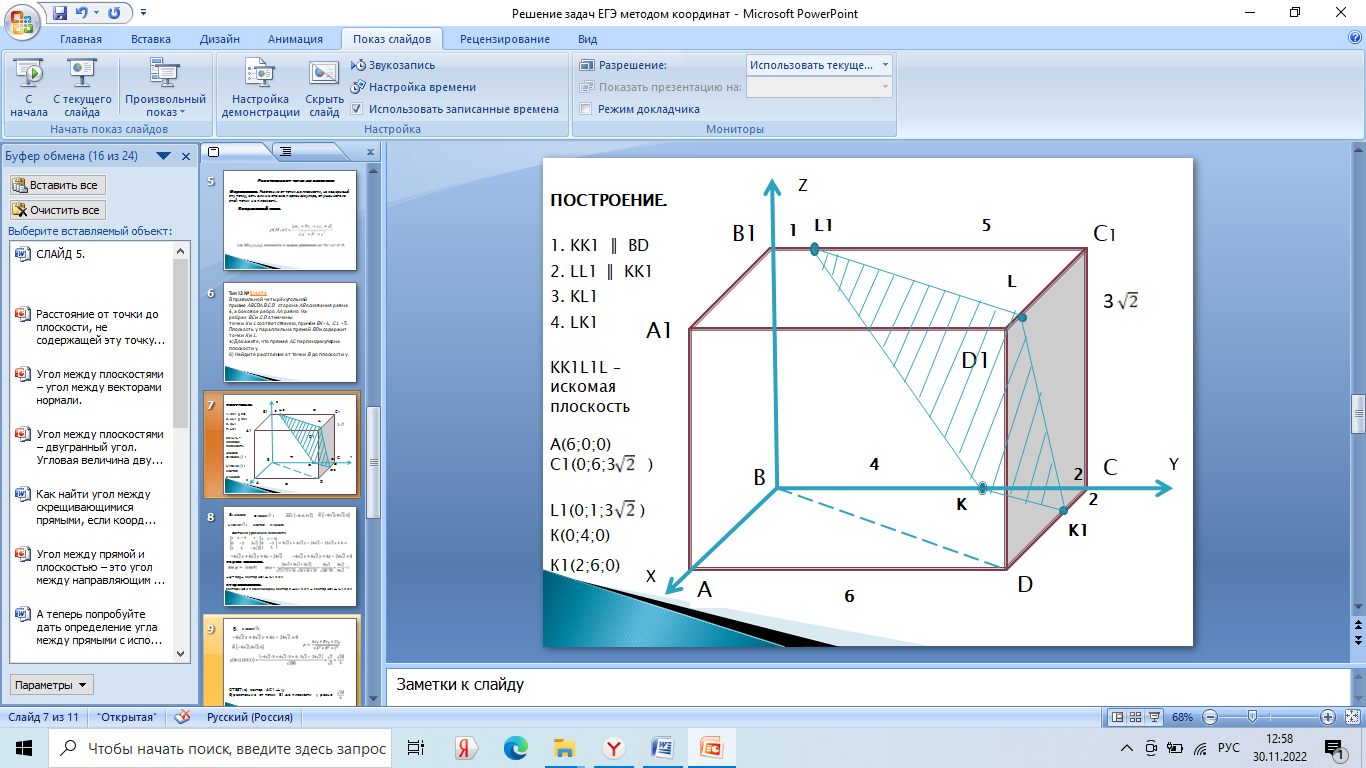 Решение задач ЕГЭ методом координат - Microsoft PowerPoint
Главная Вставка Дизайн Анимация Показ слайдов Рецензирование Вид
С начала
С текущего слайда
Произвольный показ
Начать показ слайдов
Настройка демонстрации
Скрыть слайд
Звукозапись
Настройка времени
Использовать записанные времена
Настройка
Разрешение: Использовать текуще...
Показать презентацию на:
Режим докладчика
Мониторы
Буфер обмена (16 из 24)
Вставить все
Очистить все
Выберите вставляемый объект:
СЛАЙД 5.
Расстояние от точки до
плоскости, не
содержащей эту точку...
Угол между плоскостями
– угол между векторами
нормали.
Угол между плоскостями
– двугранный угол.
Угловая величина дву...
Как найти угол между
скрещивающимися
прямыми, если коорд...
Угол между прямой и
плоскостью – это угол
между направляющим ...
А теперь попробуйте
дать определение угла
между прямыми с испо...
Параметры
5
6
7
8
9
ПОСТРОЕНИЕ.
1. KK1 ∥ BD
2. LL1 ∥ KK1
3. KL1
4. LK1
KK1L1L –
искомая
плоскость
A(6;0;0)
C1(0;6;3√2 )
L1(0;1;3√2 )
K(0;4;0)
K1(2;6;0)
Z
B1
1
L1
5
C1
L
3√2
A1
D1
4
B
K
2
C
Y
2
K1
X
A
6
D
Заметки к слайду
Слайд 7 из 11 "Открытая" Русский (Россия) 68%
Чтобы начать поиск, введите здесь запрос
РУС
12:58
30.11.2022
1